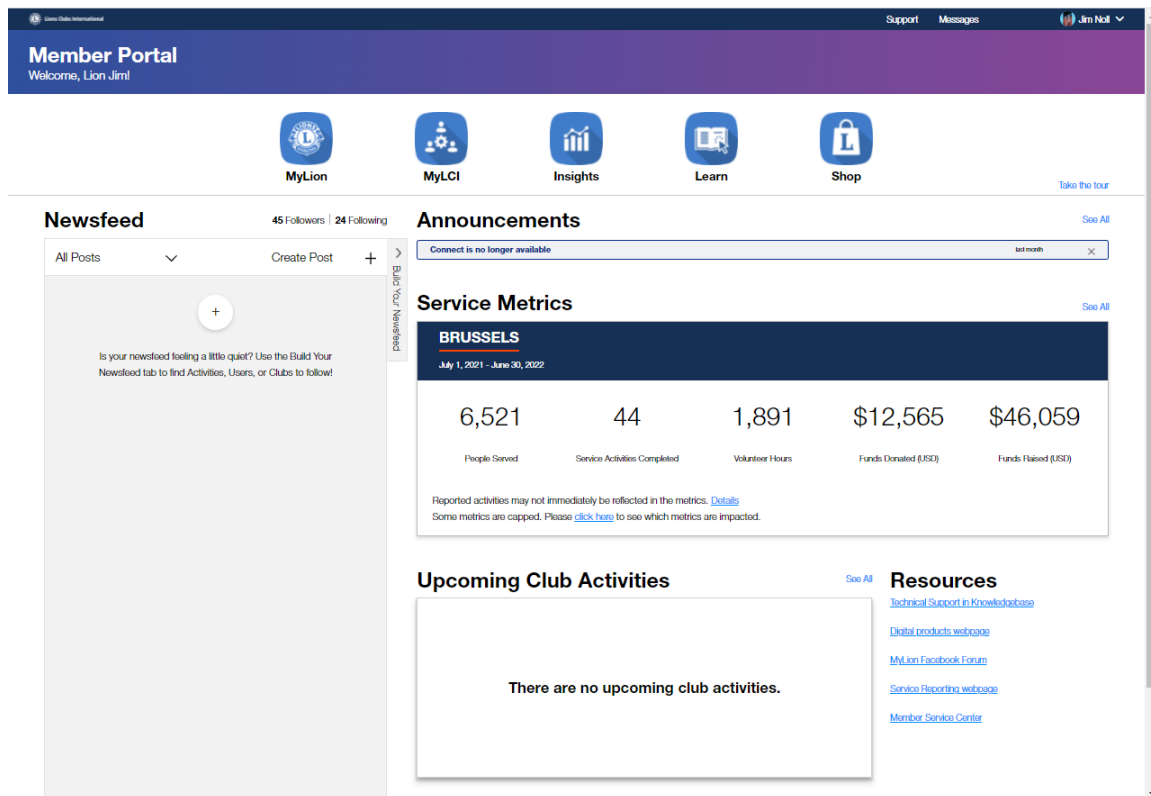 Lions Clubs International
Support
Messages
Jim Noll
Member Portal
Welcome, Lion Jim!
LIONS
L
INTERNATIONAL
L
MyLion
MyLCI
Insights
Learn
Shop
Take the tour
Newsfeed
45 Followers | 24 Following
All Posts
Create Post +
Build Your Newsfeed
+
Is your newsfeed feeling a little quiet? Use the Build Your
Newsfeed tab to find Activities, Users, or Clubs to follow!
Announcements
See All
Connect is no longer available
last month
Service Metrics
See All
BRUSSELS
July 1, 2021 - June 30, 2022
6,521
44
1,891
$12,565
$46,059
People Served
Service Activities Completed
Volunteer Hours
Funds Donated (USD)
Funds Raised (USD)
Reported activities may not immediately be reflected in the metrics. Details
Some metrics are capped. Please click here to see which metrics are impacted.
Upcoming Club Activities
See All
There are no upcoming club activities.
Resources
Technical Support in Knowledgebase
Digital products webpage
MyLion Facebook Forum
Service Reporting webpage
Member Service Center